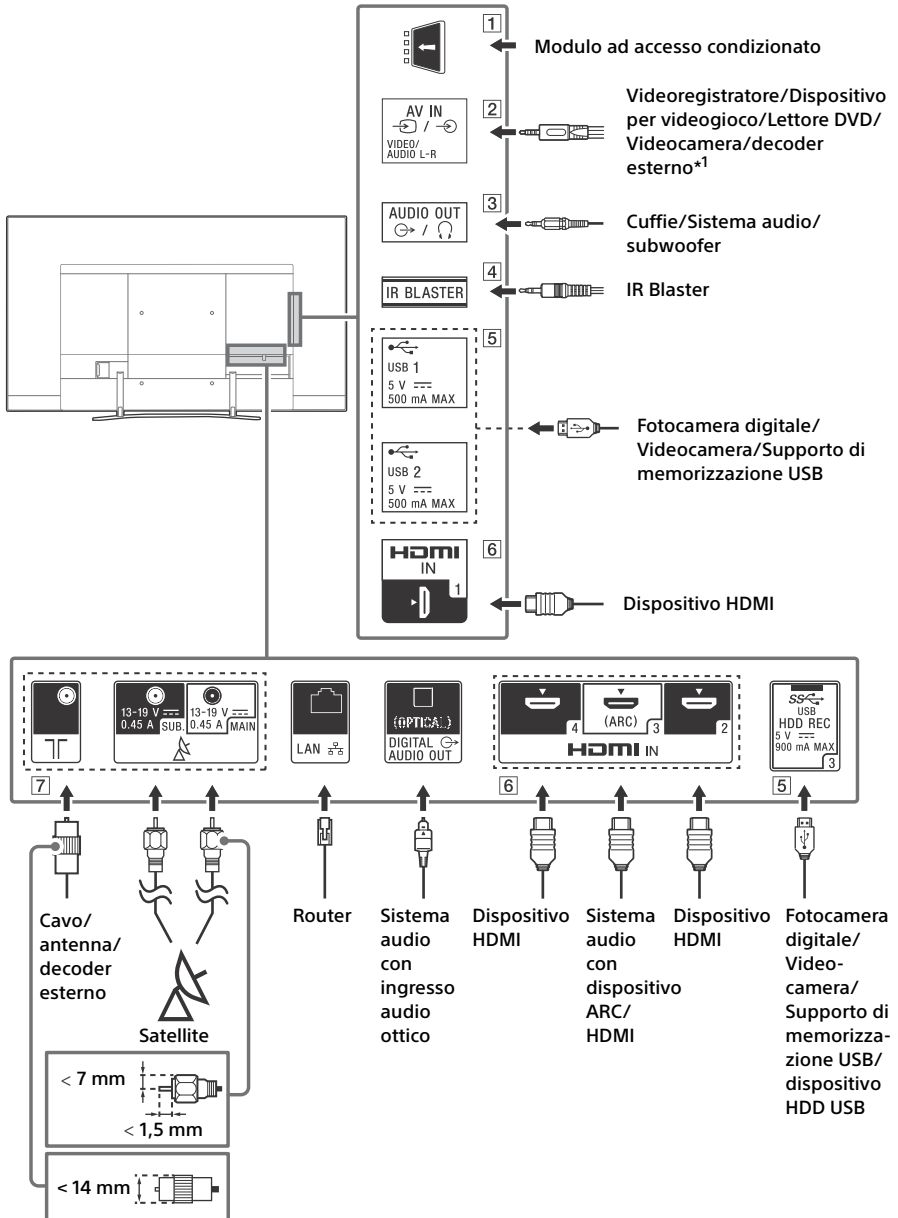 1
Modulo ad accesso condizionato
AV IN
/
VIDEO/
AUDIO L-R
2
Videoregistratore/Dispositivo
per videogioco/Lettore DVD/
Videocamera/decoder
esterno*1
AUDIO OUT
/
3
Cuffie/Sistema audio/
subwoofer
4
IR BLASTER
IR Blaster
5
USB 1
5 V
500 mA MAX
USB 2
5 V
500 mA MAX
Fotocamera digitale/
Videocamera/Supporto di
memorizzazione USB
HDMI
IN
1
6
Dispositivo HDMI
13-19 V
0.45 A
SUB.
13-19 V
0.45 A
MAIN
7
LAN
(OPTICAL)
DIGITAL
AUDIO OUT
4
(ARC)
3
2
HDMI IN
6
SS
USB
HDD REC
5 V
900 mA MAX
3
5
Cavo/
antenna/
decoder
esterno
Satellite
Router
Sistema
audio
con
ingresso
audio
ottico
Dispositivo
HDMI
Sistema
audio
con
dispositivo
ARC/
HDMI
Dispositivo
HDMI
Fotocamera
digitale/
Video-
camera/
Supporto di
memorizza-
zione USB/
dispositivo
HDD USB
< 7 mm
< 1,5 mm
< 14 mm